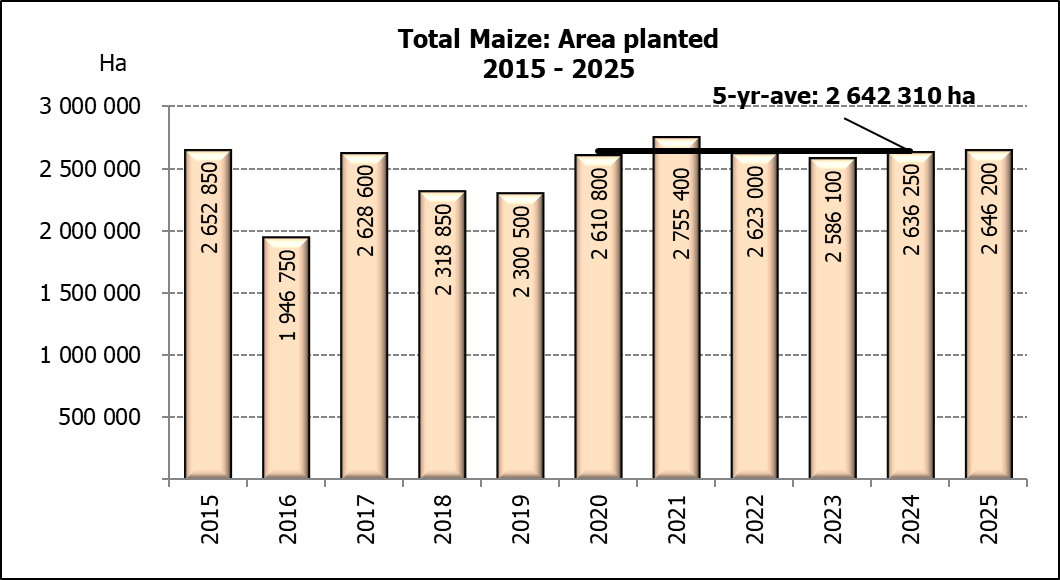 Total Maize: Area planted
2015 - 2025
Ha
5-yr-ave: 2 642 310 ha
3 000 000
2 500 000
2 000 000
1 500 000
1 000 000
500 000
2 652 850
1 946 750
2 628 600
2 318 850
2 300 500
2 610 800
2 755 400
2 623 000
2 586 100
2 636 250
2 646 200
2015
2016
2017
2018
2019
2020
2021
2022
2023
2024
2025